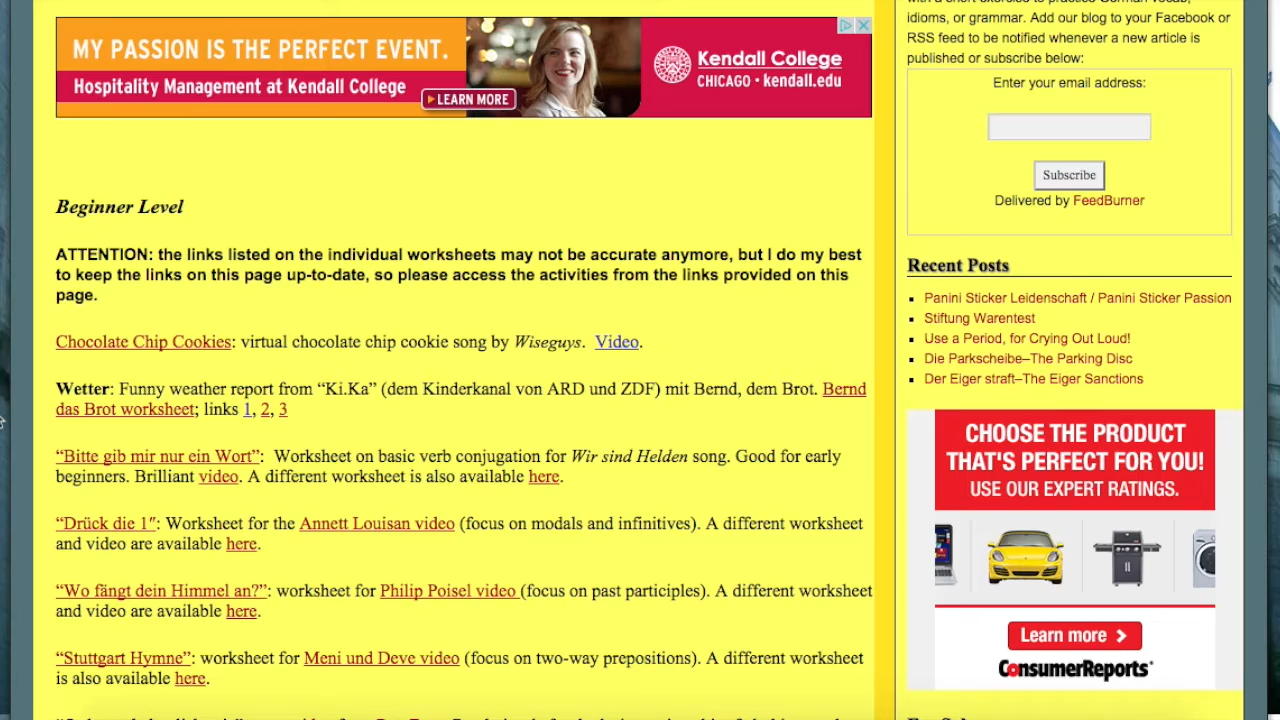 MY PASSION IS THE PERFECT EVENT.
Hospitality Management at Kendall College
LEARN MORE
Kendall College
CHICAGO • kendall.edu
Beginner Level
ATTENTION: the links listed on the individual worksheets may not be accurate anymore, but I do my best
to keep the links on this page up-to-date, so please access the activities from the links provided on this
page.
Chocolate Chip Cookies: virtual chocolate chip cookie song by Wiseguys. Video.
Wetter: Funny weather report from “Ki.Ka” (dem Kinderkanal von ARD und ZDF) mit Bernd, dem Brot. Bernd
das Brot worksheet; links 1, 2, 3
“Bitte gib mir nur ein Wort”: Worksheet on basic verb conjugation for Wir sind Helden song. Good for early
beginners. Brilliant video. A different worksheet is also available here.
“Drück die 1″: Worksheet for the Annett Louisan video (focus on modals and infinitives). A different worksheet
and video are available here.
“Wo fängt dein Himmel an?”: worksheet for Philip Poisel video (focus on past participles). A different worksheet
and video are available here.
“Stuttgart Hymne”: worksheet for Meni und Deve video (focus on two-way prepositions). A different worksheet
is also available here.
with a short exercise to practice German vocab,
idioms, or grammar. Add our blog to your Facebook or
RSS feed to be notified whenever a new article is
published or subscribe below:
Enter your email address:
Subscribe
Delivered by FeedBurner
Recent Posts
Panini Sticker Leidenschaft / Panini Sticker Passion
Stiftung Warentest
Use a Period, for Crying Out Loud!
Die Parkscheibe–The Parking Disc
Der Eiger straft–The Eiger Sanctions
CHOOSE THE PRODUCT
THAT'S PERFECT FOR YOU!
USE OUR EXPERT RATINGS.
Learn more
ConsumerReports